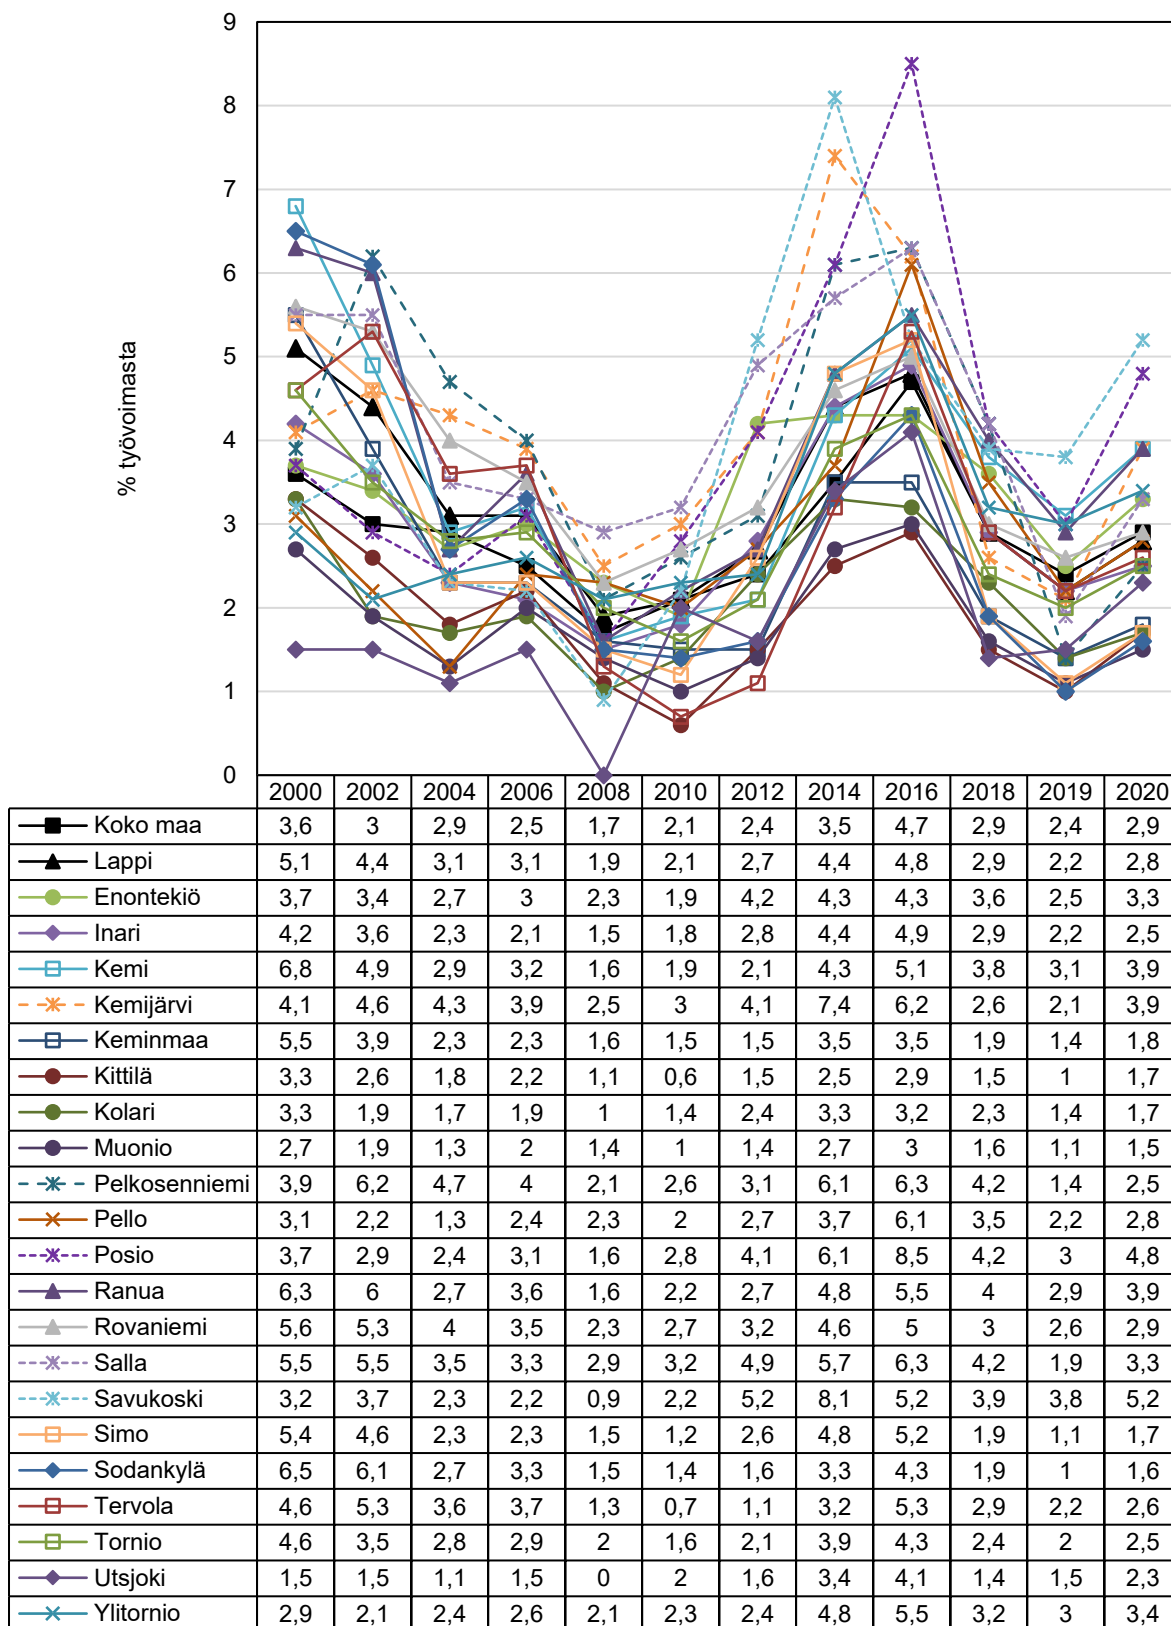 9
8
7
6
5
4
3
2
1
0
% työvoimasta
2000 2002 2004 2006 2008 2010 2012 2014 2016 2018 2019 2020
Koko maa 3,6 3 2,9 2,5 1,7 2,1 2,4 3,5 4,7 2,9 2,4 2,9
Lappi 5,1 4,4 3,1 3,1 1,9 2,1 2,7 4,4 4,8 2,9 2,2 2,8
Enontekiö 3,7 3,4 2,7 3 2,3 1,9 4,2 4,3 4,3 3,6 2,5 3,3
Inari 4,2 3,6 2,3 2,1 1,5 1,8 2,8 4,4 4,9 2,9 2,2 2,5
Kemi 6,8 4,9 2,9 3,2 1,6 1,9 2,1 4,3 5,1 3,8 3,1 3,9
Kemijärvi 4,1 4,6 4,3 3,9 2,5 3 4,1 7,4 6,2 2,6 2,1 3,9
Keminmaa 5,5 3,9 2,3 2,3 1,6 1,5 1,5 3,5 3,5 1,9 1,4 1,8
Kittilä 3,3 2,6 1,8 2,2 1,1 0,6 1,5 2,5 2,9 1,5 1 1,7
Kolari 3,3 1,9 1,7 1,9 1 1,4 2,4 3,3 3,2 2,3 1,4 1,7
Muonio 2,7 1,9 1,3 2 1,4 1 1,4 2,7 3 1,6 1,1 1,5
Pelkosenniemi 3,9 6,2 4,7 4 2,1 2,6 3,1 6,1 6,3 4,2 1,4 2,5
Pello 3,1 2,2 1,3 2,4 2,3 2 2,7 3,7 6,1 3,5 2,2 2,8
Posio 3,7 2,9 2,4 3,1 1,6 2,8 4,1 6,1 8,5 4,2 3 4,8
Ranua 6,3 6 2,7 3,6 1,6 2,2 2,7 4,8 5,5 4 2,9 3,9
Rovaniemi 5,6 5,3 4 3,5 2,3 2,7 3,2 4,6 5 3 2,6 2,9
Salla 5,5 5,5 3,5 3,3 2,9 3,2 4,9 5,7 6,3 4,2 1,9 3,3
Savukoski 3,2 3,7 2,3 2,2 0,9 2,2 5,2 8,1 5,2 3,9 3,8 5,2
Simo 5,4 4,6 2,3 2,3 1,5 1,2 2,6 4,8 5,2 1,9 1,1 1,7
Sodankylä 6,5 6,1 2,7 3,3 1,5 1,4 1,6 3,3 4,3 1,9 1 1,6
Tervola 4,6 5,3 3,6 3,7 1,3 0,7 1,1 3,2 5,3 2,9 2,2 2,6
Tornio 4,6 3,5 2,8 2,9 2 1,6 2,1 3,9 4,3 2,4 2 2,5
Utsjoki 1,5 1,5 1,1 1,5 0 2 1,6 3,4 4,1 1,4 1,5 2,3
Ylitornio 2,9 2,1 2,4 2,6 2,1 2,3 2,4 4,8 5,5 3,2 3 3,4